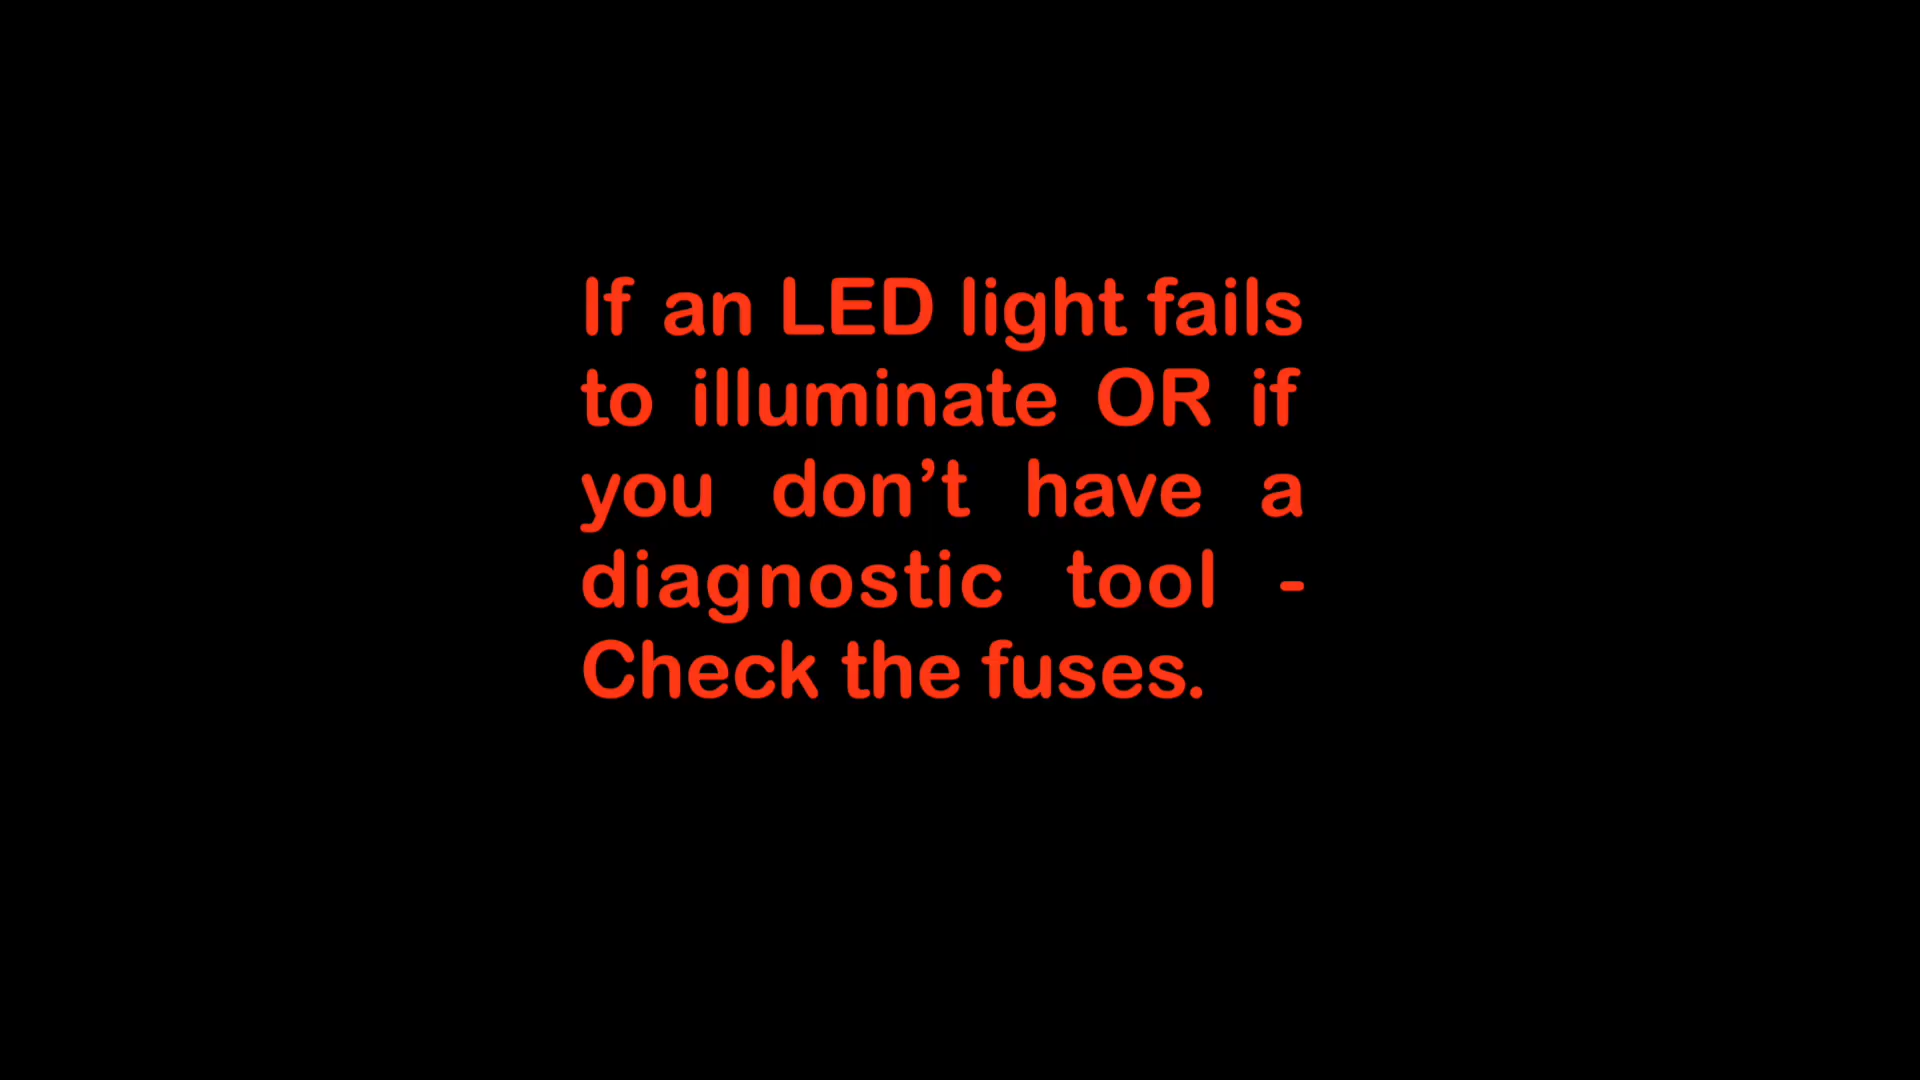 If an LED light fails
to illuminate OR if
you don’t have a
diagnostic tool -
Check the fuses.